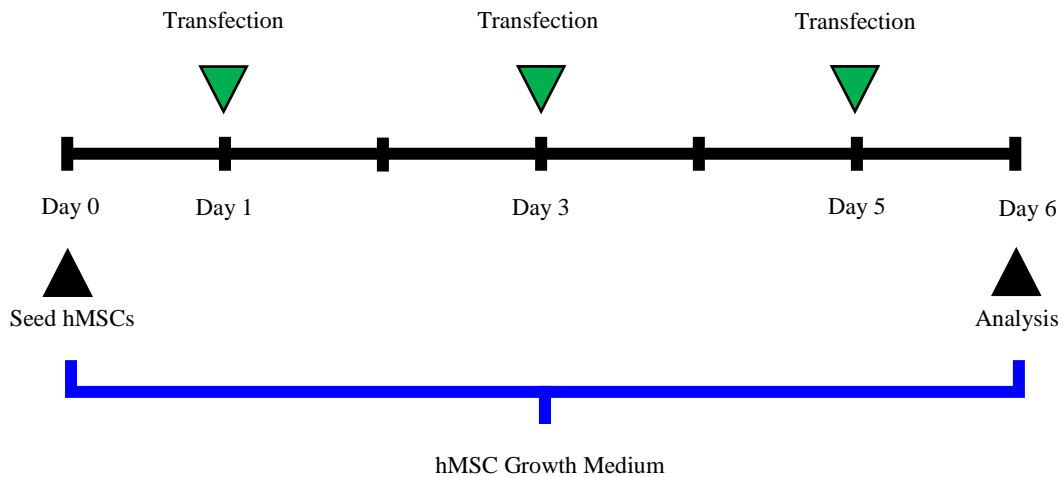 Transfection Transfection Transfection
Day 0 Day 1 Day 3 Day 5 Day 6
Seed hMSCs Analysis
hMSC Growth Medium